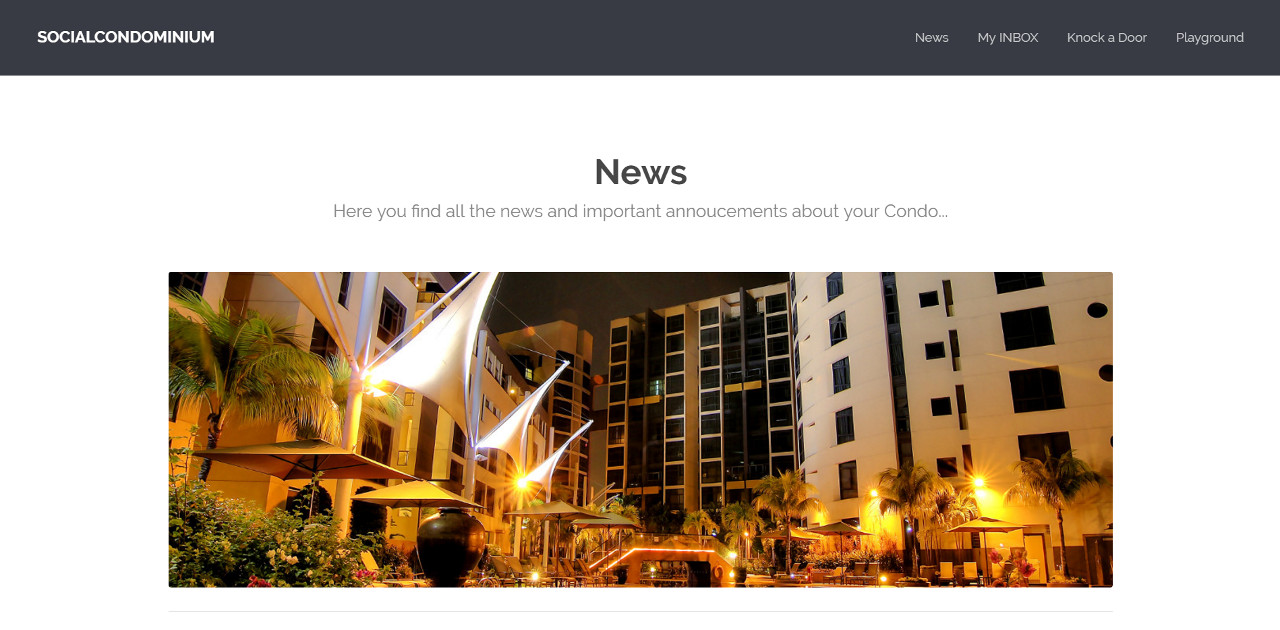 SOCIALCONDOMINIUM
News My INBOX Knock a Door Playground
News
Here you find all the news and important annoucements about your Condo...